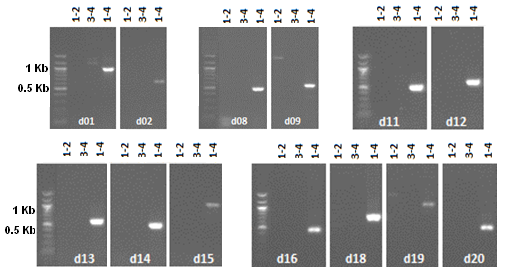 1-2 3-4 1-4 1-2 3-4 1-4 1-2 3-4 1-4 1-2 3-4 1-4 1-2 3-4 1-4 1-2 3-4 1-4
1 Kb
0.5 Kb
d01 d02 d08 d09 d11 d12
1-2 3-4 1-4 1-2 3-4 1-4 1-2 3-4 1-4 1-2 3-4 1-4 1-2 3-4 1-4 1-2 3-4 1-4 1-2 3-4 1-4
1 Kb
0.5 Kb
d13 d14 d15 d16 d18 d19 d20